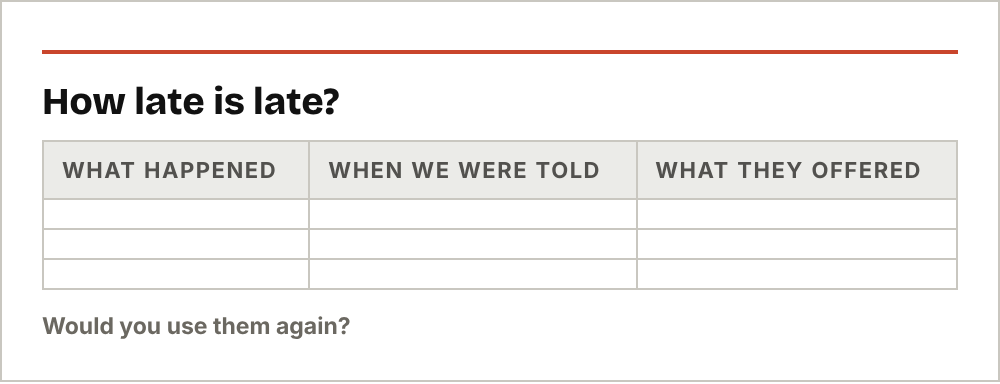 How late is late?
WHAT HAPPENED WHEN WE WERE TOLD WHAT THEY OFFERED
Would you use them again?